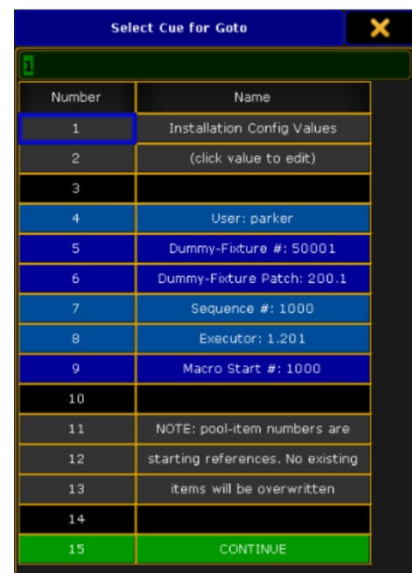 Select Cue for Goto
1
Number Name
1 Installation Config Values
2 (click value to edit)
3
4 User: parker
5 Dummy-Fixture #: 50001
6 Dummy-Fixture Patch: 200.1
7 Sequence #: 1000
8 Executor: 1.201
9 Macro Start #: 1000
10
11 NOTE: pool-item numbers are
12 starting references. No existing
13 items will be overwritten
14
15 CONTINUE